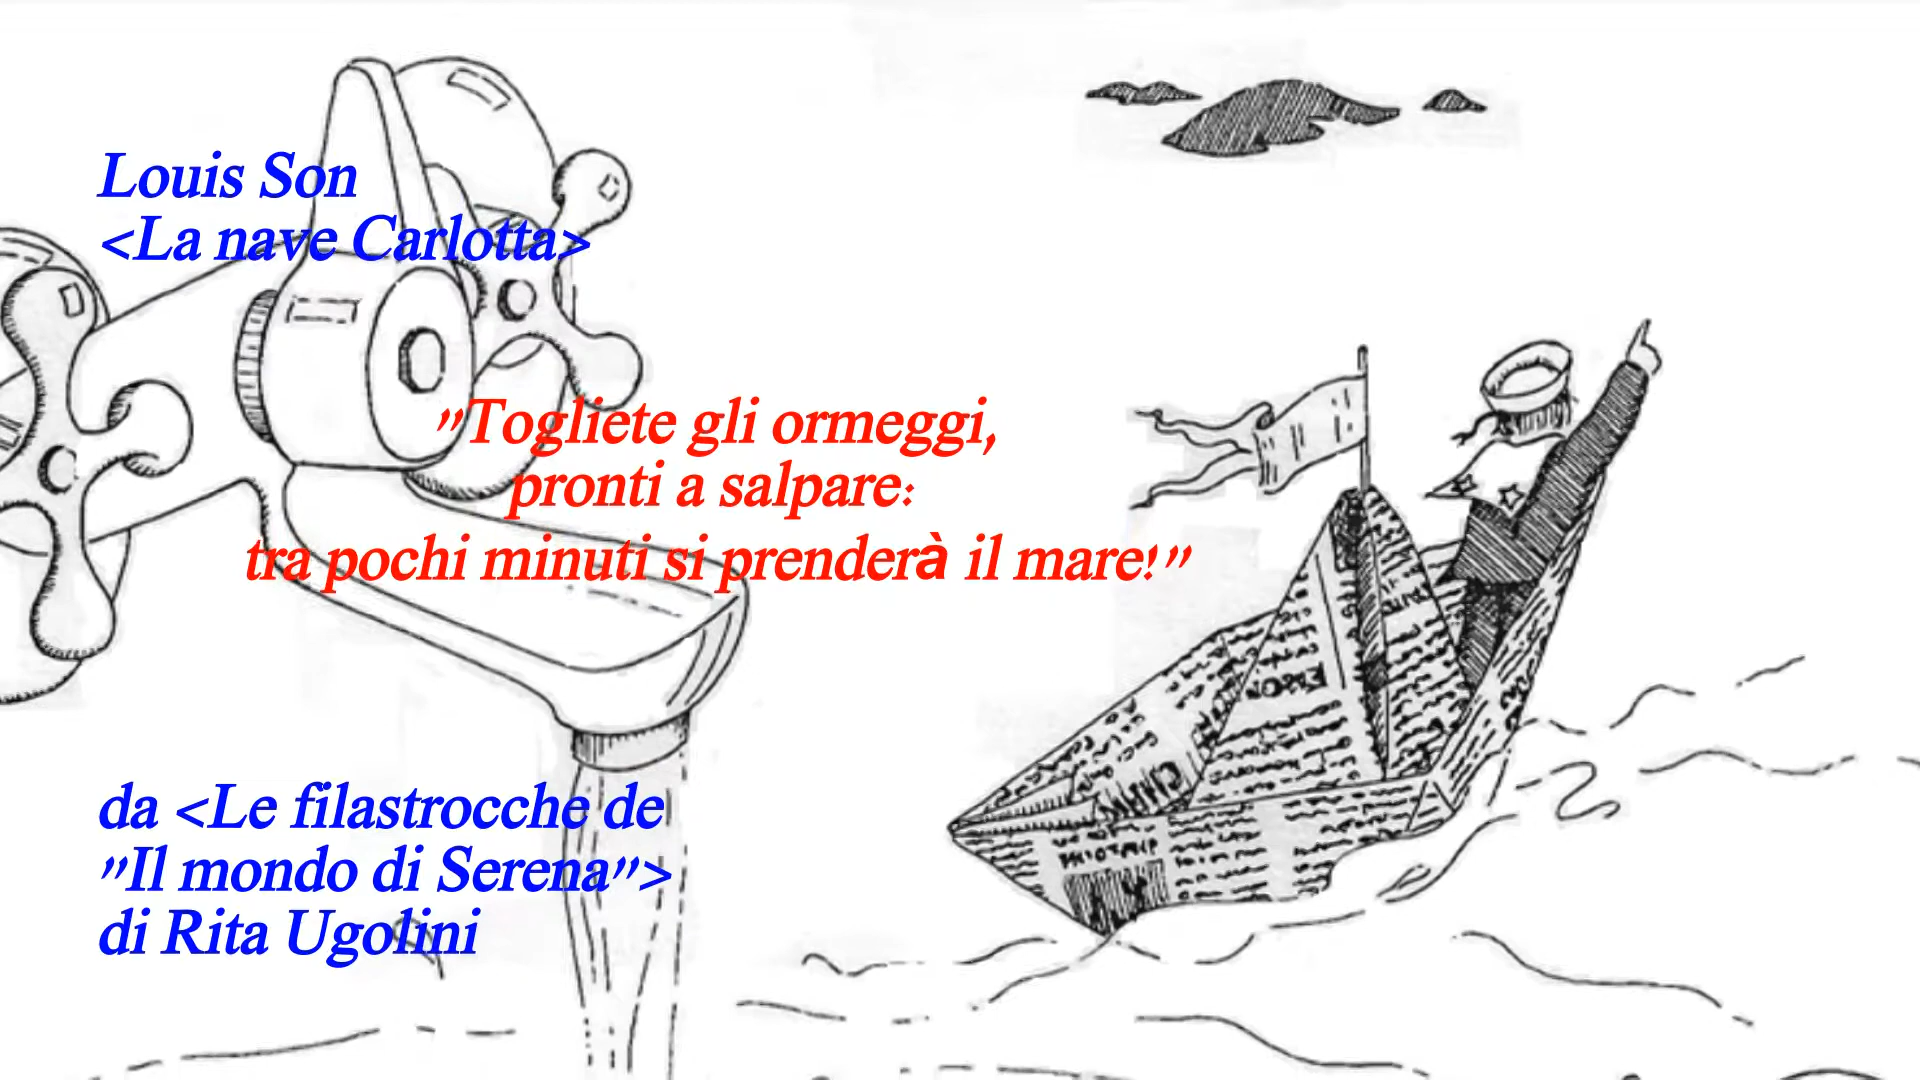 Louis Son
<La nave Carlotta>
"Togliete gli ormeggi,
pronti a salpare:
tra pochi minuti si prenderà il mare!"
da <Le filastrocche de
"Il mondo di Serena">
di Rita Ugolini